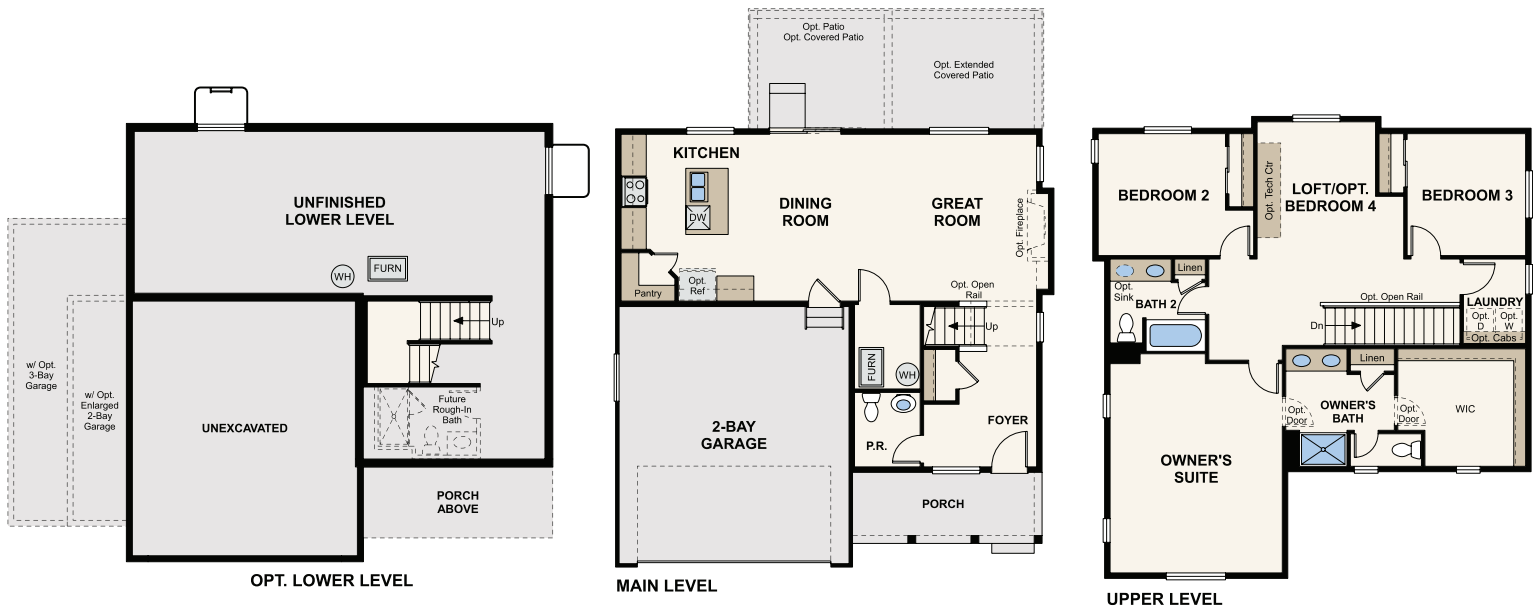 UNFINISHED
LOWER LEVEL
WH
FURN
Up
w/ Opt.
3-Bay
Garage
w/ Opt.
Enlarged
2-Bay
Garage
UNEXCAVATED
Future
Rough-In
Bath
PORCH
ABOVE
OPT. LOWER LEVEL
Opt. Patio
Opt. Covered Patio
Opt. Extended
Covered Patio
KITCHEN
DW
DINING
ROOM
GREAT
ROOM
Opt. Fireplace
Pantry
Opt.
Ref
Opt. Open
Rail
Up
FURN
WH
2-BAY
GARAGE
P.R.
FOYER
PORCH
MAIN LEVEL
BEDROOM 2
Opt. Tech Ctr
LOFT/OPT.
BEDROOM 4
BEDROOM 3
Linen
Opt.
Sink
BATH 2
Opt. Open Rail
Dn
LAUNDRY
Opt.
D
Opt.
W
Opt. Cabs
Linen
OWNER'S
BATH
Opt.
Door
Opt.
Door
WIC
OWNER'S
SUITE
UPPER LEVEL